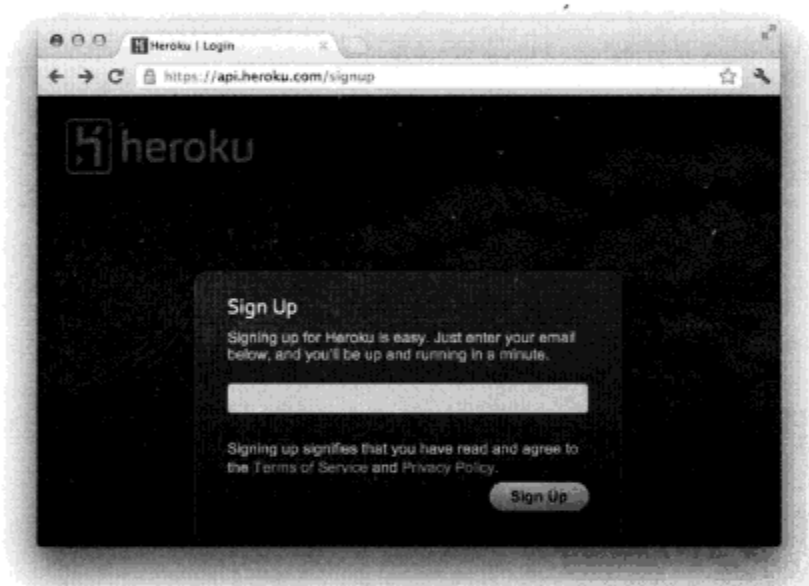 Heroku | Login
https://api.heroku.com/signup
heroku
Sign Up
Signing up for Heroku is easy. Just enter your email
below, and you'll be up and running in a minute.
Signing up signifies that you have read and agree to
the Terms of Service and Privacy Policy.
Sign Up